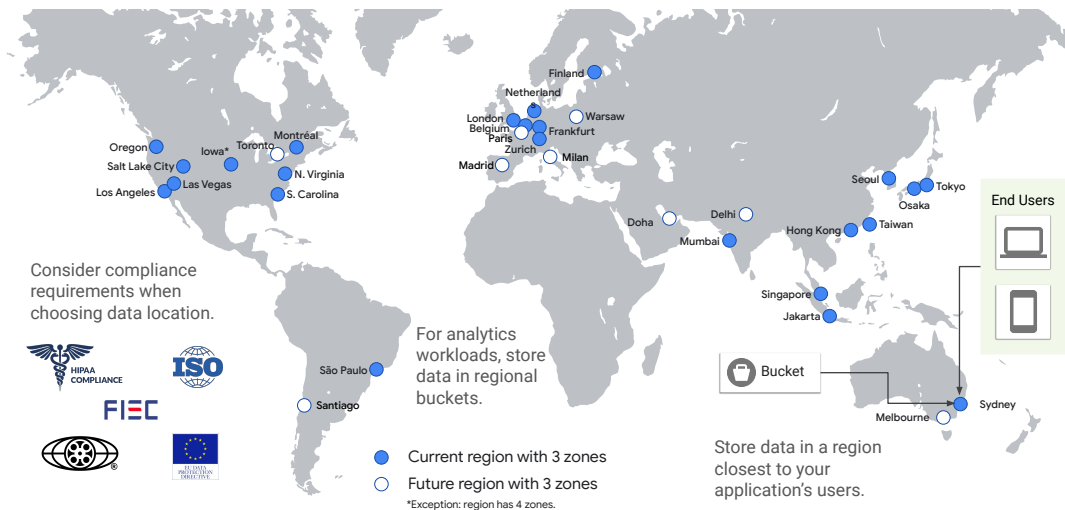 Finland
Netherland
s
London
Belgium
Paris
Warsaw
Frankfurt
Zurich
Milan
Madrid
Oregon
Salt Lake City
Los Angeles
Las Vegas
Iowa*
Toronto
Montréal
N. Virginia
S. Carolina
Doha
Delhi
Mumbai
Seoul
Tokyo
Osaka
Hong Kong
Taiwan
Singapore
Jakarta
End Users
Consider compliance
requirements when
choosing data location.
HIPAA
COMPLIANCE
ISO
FIEC
®
EU DATA
PROTECTION
DIRECTIVE
São Paulo
Santiago
For analytics
workloads, store
data in regional
buckets.
Bucket
Sydney
Melbourne
Store data in a region
closest to your
application’s users.
Current region with 3 zones
Future region with 3 zones
*Exception: region has 4 zones.